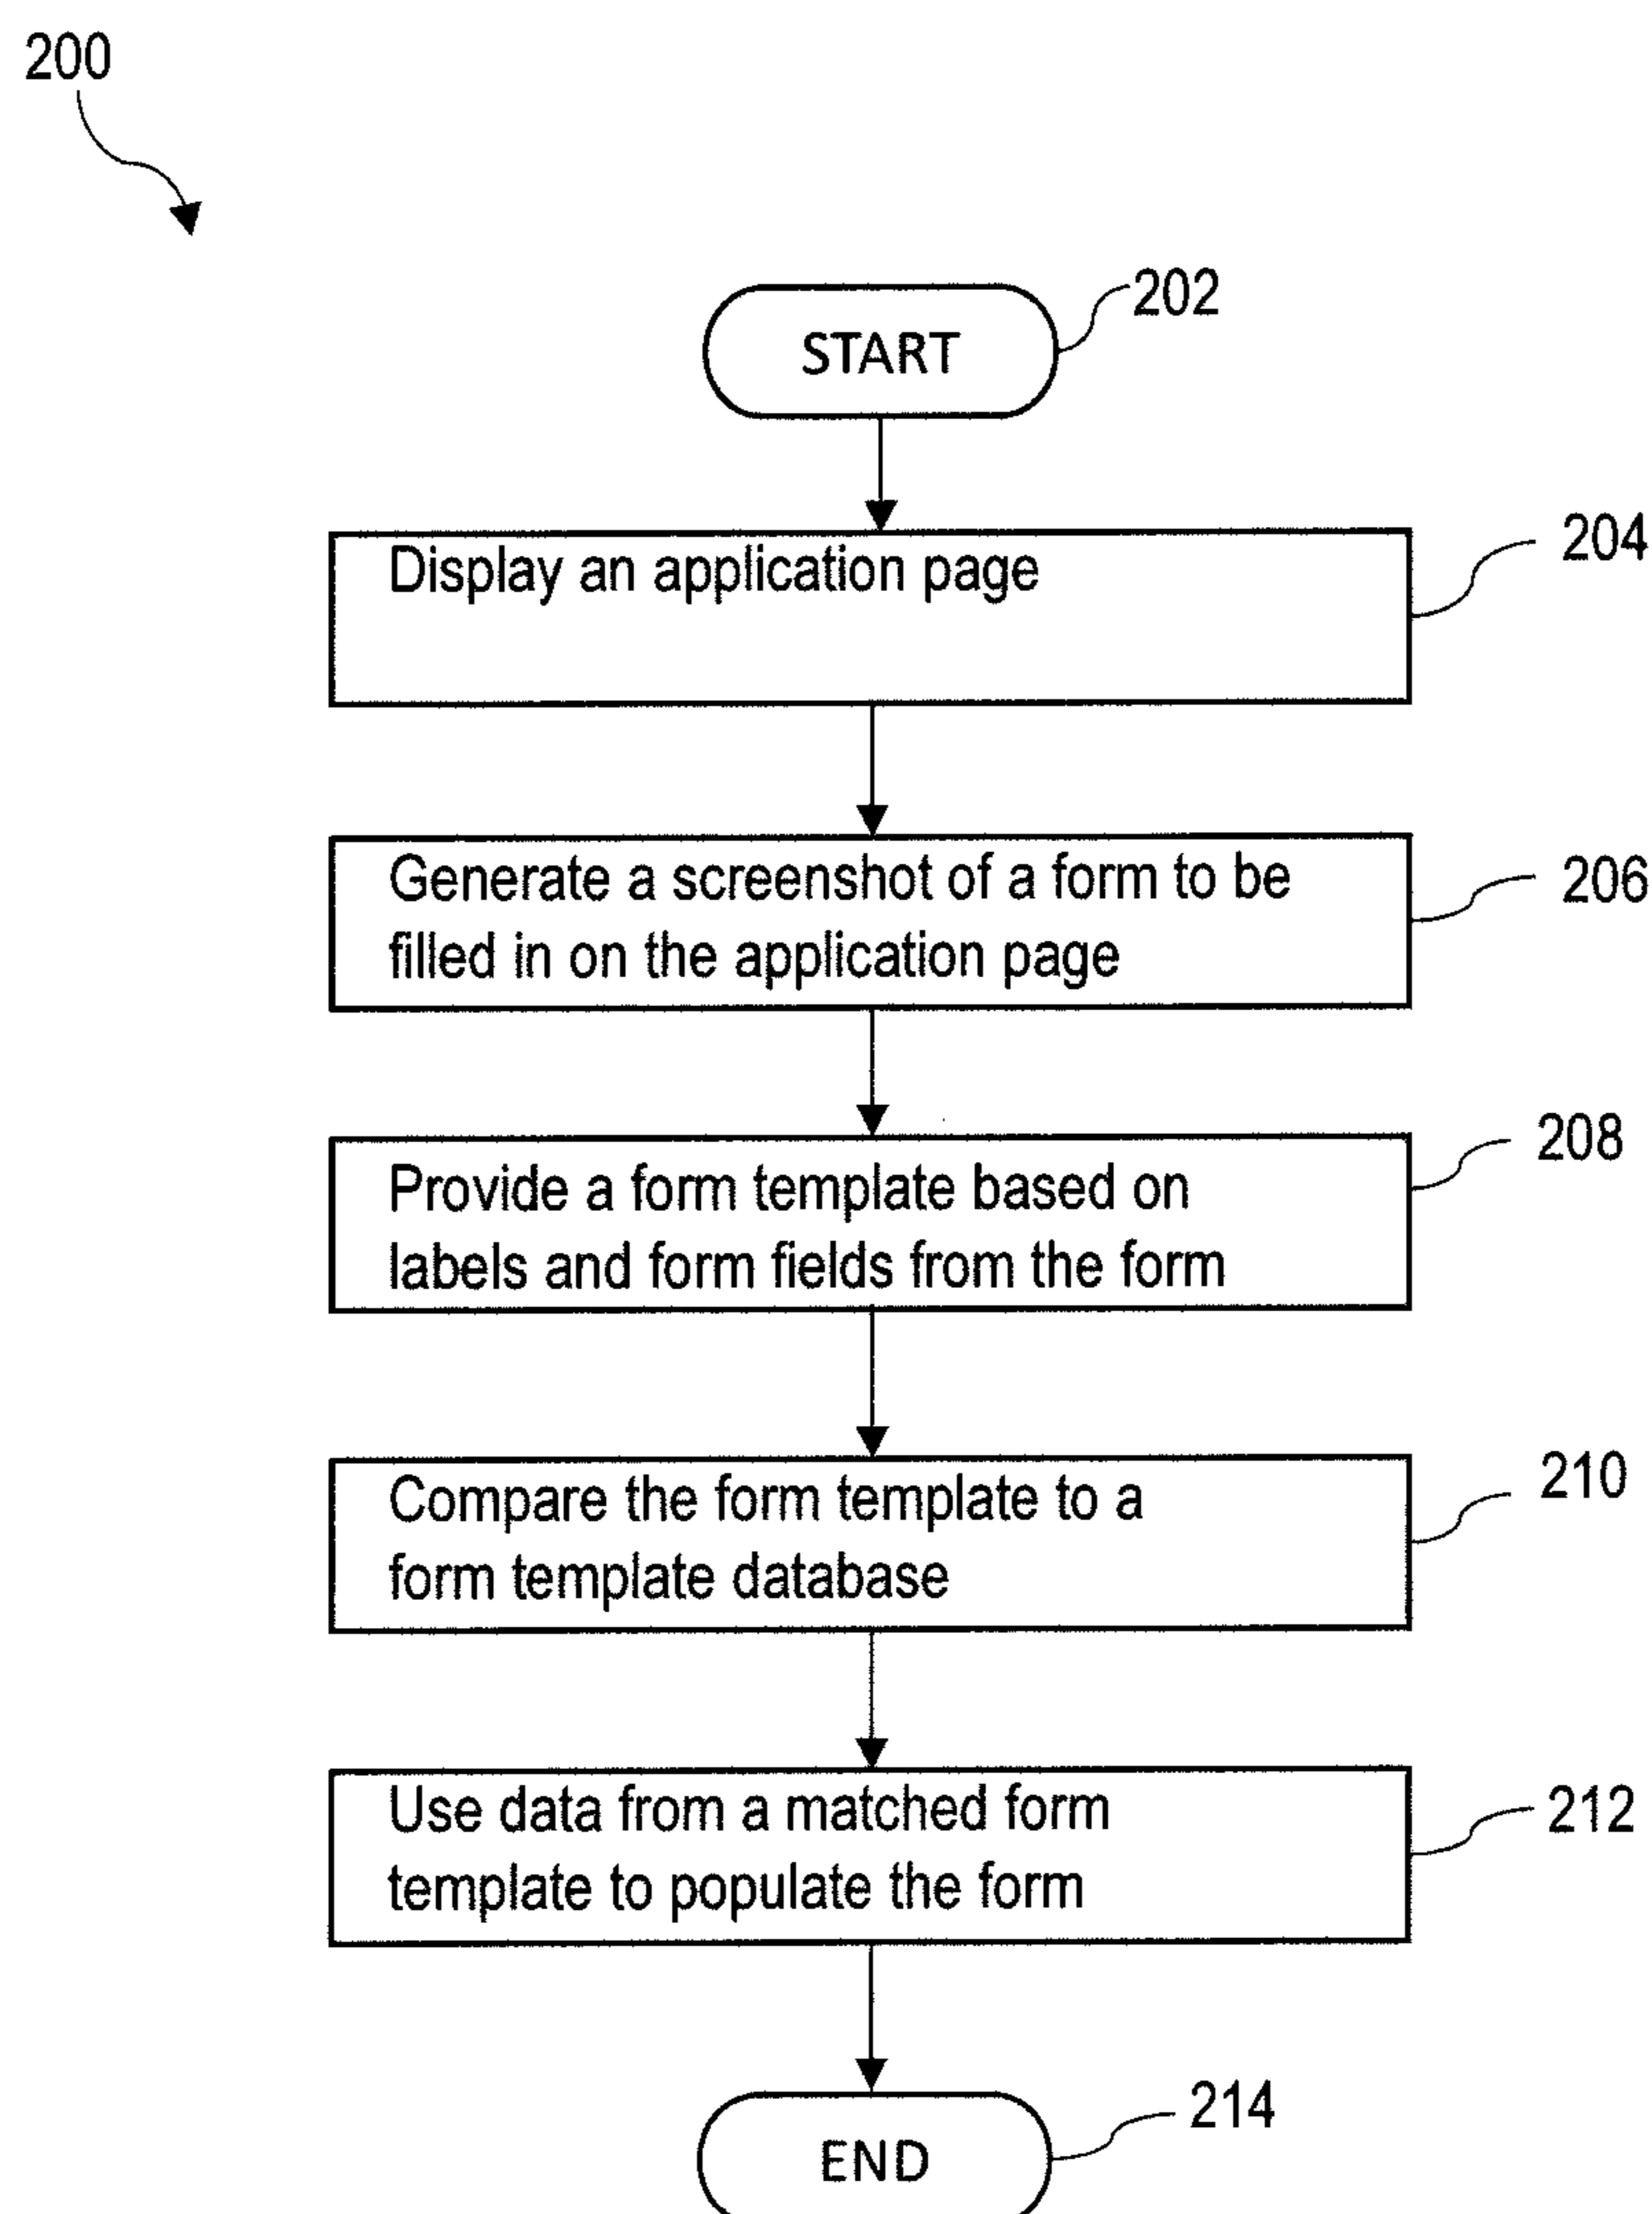 200
202
START
204
Display an application page
206
Generate a screenshot of a form to be
filled in on the application page
208
Provide a form template based on
labels and form fields from the form
210
Compare the form template to a
form template database
212
Use data from a matched form
template to populate the form
214
END